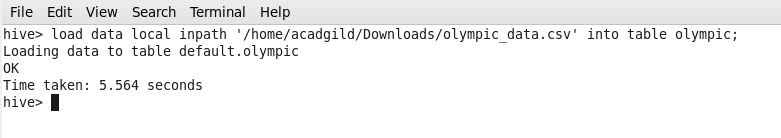 File Edit View Search Terminal Help
hive> load data local inpath '/home/acadgild/Downloads/olympic_data.csv' into table olympic;
Loading data to table default.olympic
OK
Time taken: 5.564 seconds
hive>